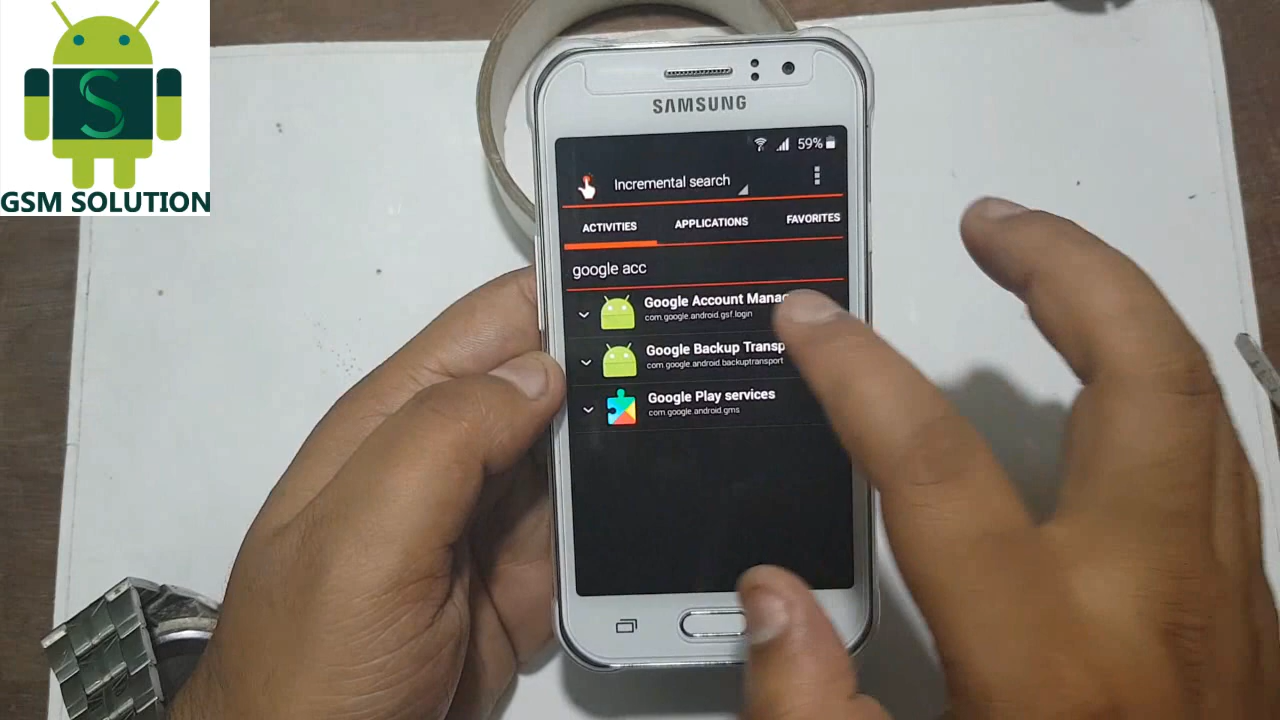 GSM SOLUTION
SAMSUNG
59%
Incremental search
ACTIVITIES APPLICATIONS FAVORITES
google acc
Google Account Manag
com.google.android.gsf.login
Google Backup Transp
com.google.android.backuptransport
Google Play services
com.google.android.gms